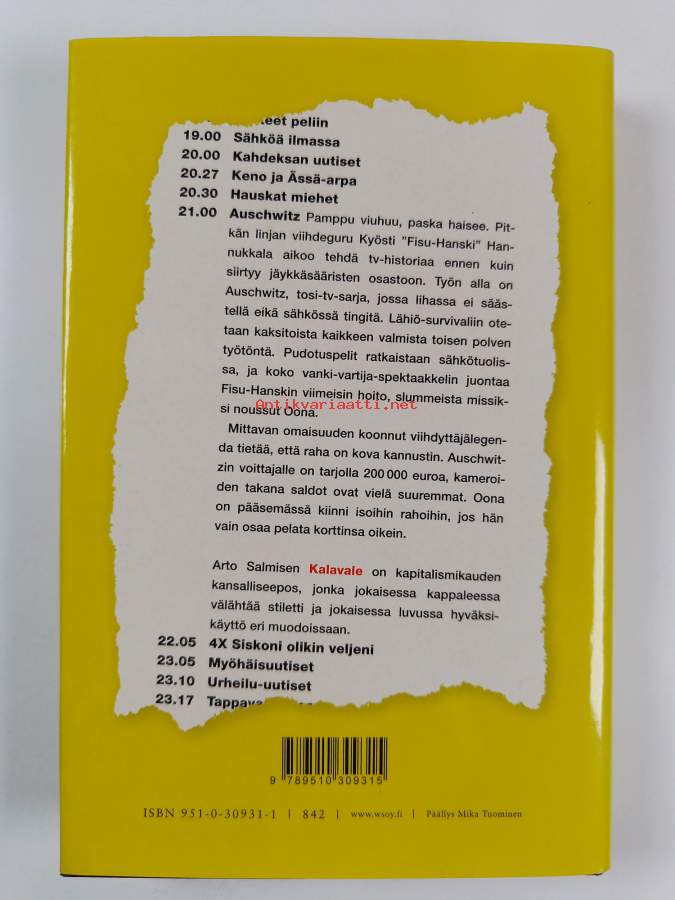 eet peliin
19.00 Sähköä ilmassa
20.00 Kahdeksan uutiset
20.27 Keno ja Ässä-arpa
20.30 Hauskat miehet
21.00 Auschwitz Pamppu viuhuu, paska haisee. Pit-
kän linjan viihdeguru Kyösti "Fisu-Hanski" Han-
nukkala aikoo tehdä tv-historiaa ennen kuin
siirtyy jäykkäsääristen osastoon. Työn alla on
Auschwitz, tosi-tv-sarja, jossa lihassa ei sääs-
tellä eikä sähkössä tingitä. Lähiö-survivaliin ote-
taan kaksitoista kaikkeen valmista toisen polven
työtöntä. Pudotuspelit ratkaistaan sähkötuolis-
sa, ja koko vanki-vartija-spektaakkelin juontaa
Fisu-Hanskin viimeisin hoito, slummeista missik-
si noussut Oona.
Antikvariaatti.net
Mittavan omaisuuden koonnut viihdyttäjälegen-
da tietää, että raha on kova kannustin. Auschwit-
zin voittajalle on tarjolla 200 000 euroa, kameroi-
den takana saldot ovat vielä suuremmat. Oona
on pääsemässä kiinni isoihin rahoihin, jos hän
vain osaa pelata korttinsa oikein.
Arto Salmisen Kalavale on kapitalismikauden
kansalliseepos, jonka jokaisessa kappaleessa
välähtää stiletti ja jokaisessa luvussa hyväksi-
käyttö eri muodoissaan.
22.05 4X Siskoni olikin veljeni
23.05 Myöhäisuutiset
23.10 Urheilu-uutiset
23.17 Tappava
9 789510 309315
ISBN 951-0-30931-1 | 842 | www.wsoy.fi | Päällys Mika Tuominen